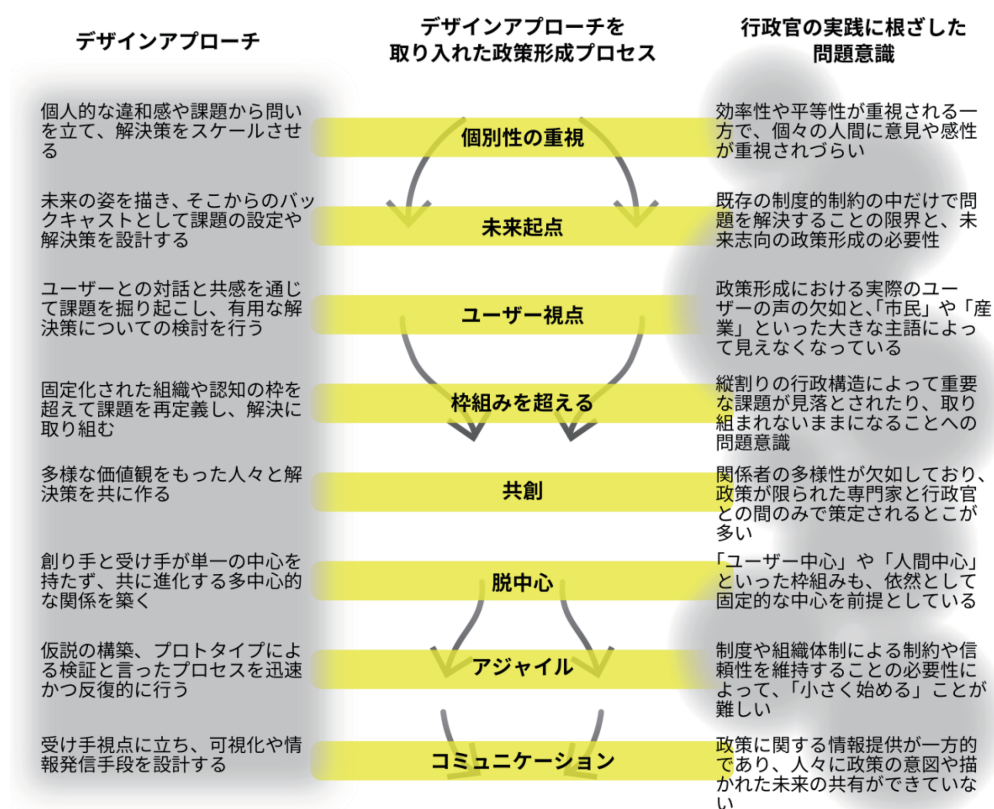 デザインアプローチ
デザインアプローチを
取り入れた政策形成プロセス
行政官の実践に根ざした
問題意識
個人的な違和感や課題から問い
を立て、解決策をスケールさせ
る
個別性の重視
効率性や平等性が重視される一
方で、個々の人間に意見や感性
が重視されづらい
未来の姿を描き、そこからのバッ
クキャストとして課題の設定や
解決策を設計する
未来起点
既存の制度的制約の中だけで問
題を解決することの限界と、未
来志向の政策形成の必要性
ユーザーとの対話と共感を通じ
て課題を掘り起こし、有用な解
決策についての検討を行う
ユーザー視点
政策形成における実際のユー
ザーの声の欠如と、「市民」や「産
業」といった大きな主語によっ
て見えなくなっている
固定化された組織や認知の枠を
超えて課題を再定義し、解決に
取り組む
枠組みを超える
縦割りの行政構造によって重要
な課題が見落とされたり、取り
組まれないままになることへの
問題意識
多様な価値観をもった人々と解
決策を共に作る
共創
関係者の多様性が欠如しており、
政策が限られた専門家と行政官
との間のみで策定されるとこが
多い
創り手と受け手が単一の中心を
持たず、共に進化する多中心的
な関係を築く
脱中心
「ユーザー中心」や「人間中心」
といった枠組みも、依然として
固定的な中心を前提としている
仮説の構築、プロトタイプによ
る検証と言ったプロセスを迅速
かつ反復的に行う
アジャイル
制度や組織体制による制約や信
頼性を維持することの必要性に
よって、「小さく始める」ことが
難しい
受け手視点に立ち、可視化や情
報発信手段を設計する
コミュニケーション
政策に関する情報提供が一方的
であり、人々に政策の意図や描
かれた未来の共有ができていな
い